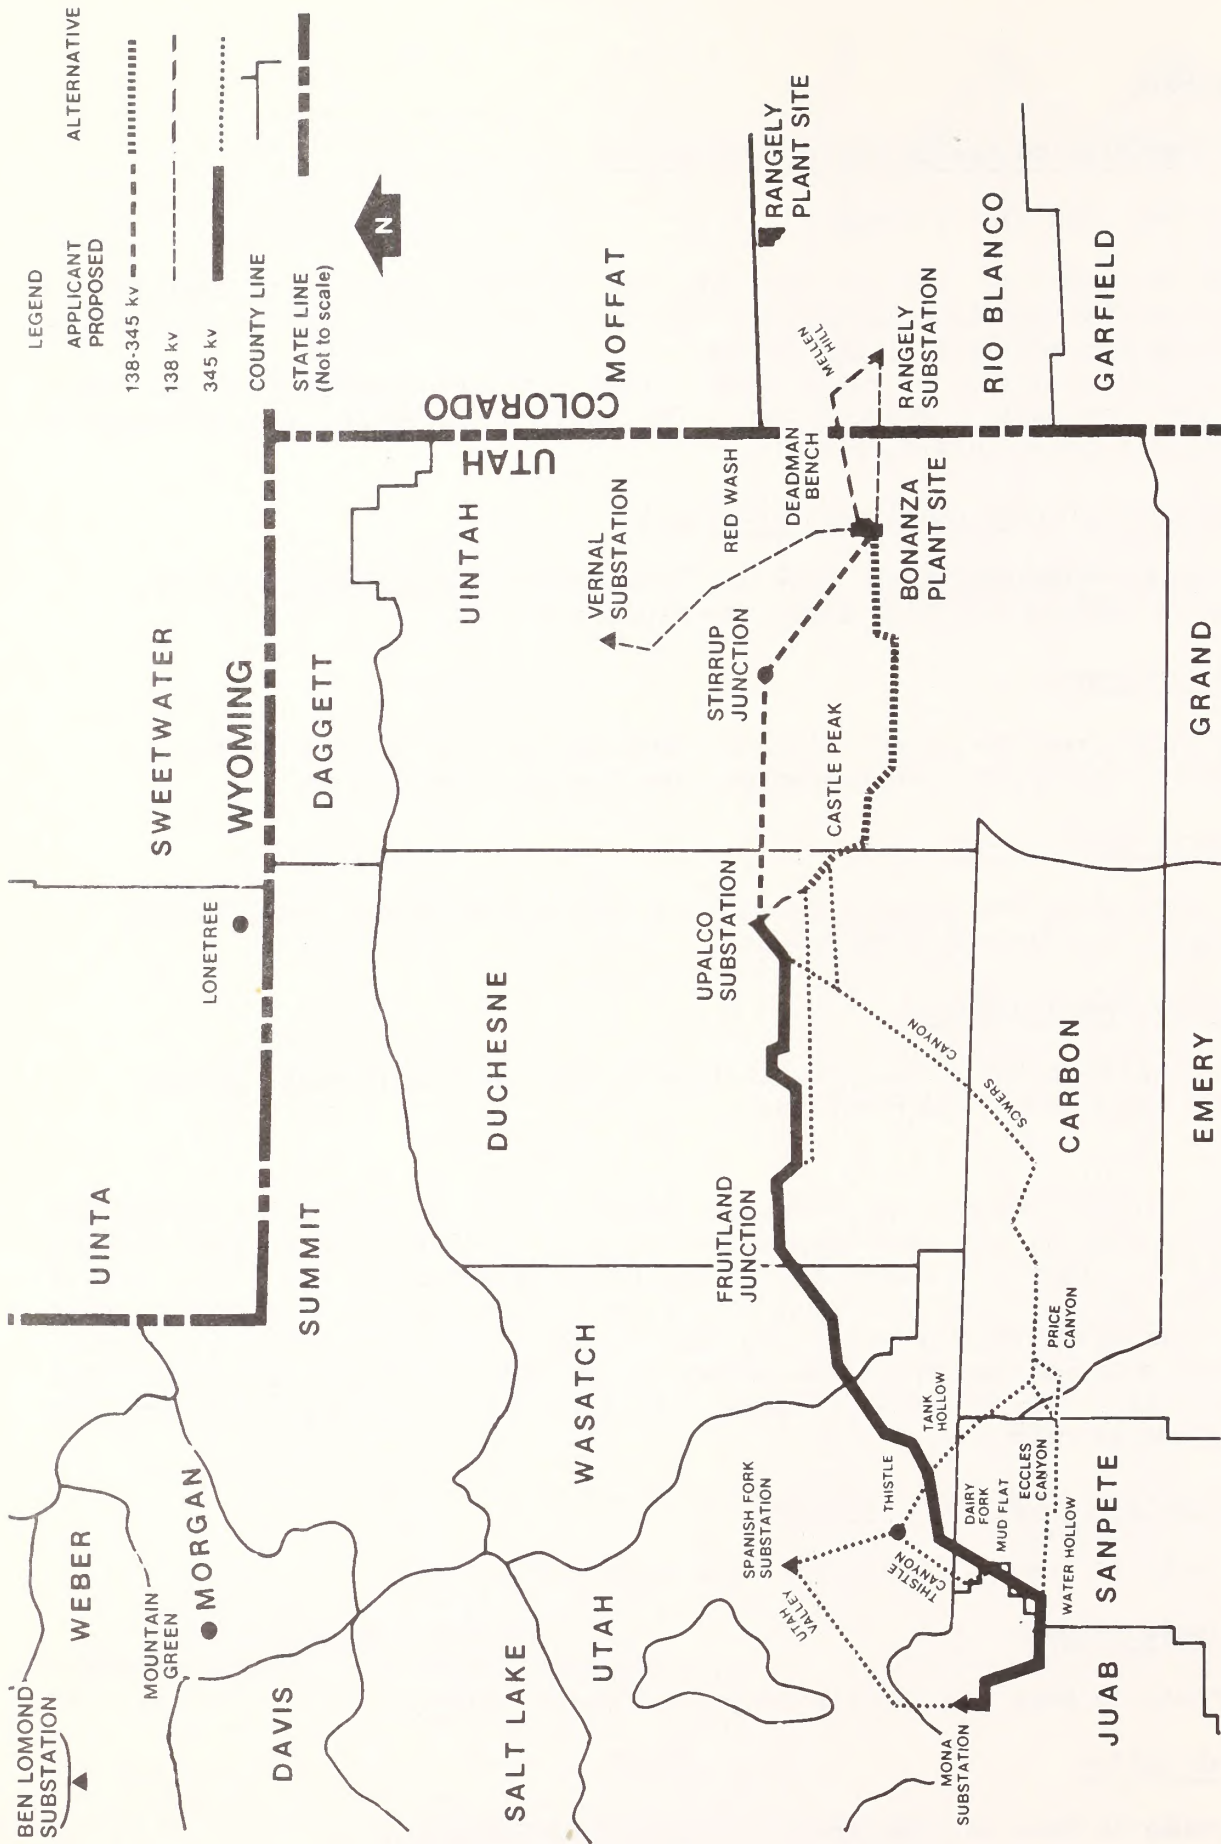 LEGEND
APPLICANT
PROPOSED
ALTERNATIVE
138-345 kv
138 kv
345 kv
COUNTY LINE
STATE LINE
(Not to scale)
N
BEN LOMOND
SUBSTATION
WEBER
MOUNTAIN
GREEN
MORGAN
DAVIS
SALT LAKE
UTAH
UINTA
SUMMIT
LONETREE
SWEETWATER
WYOMING
DAGGETT
UINTAH
UTAH
COLORADO
MOFFAT
WASATCH
DUCHESNE
VERNAL
SUBSTATION
RED WASH
DEADMAN
BENCH
MELLEN
HILL
RANGELY
PLANT SITE
RANGELY
SUBSTATION
RIO BLANCO
GARFIELD
BONANZA
PLANT SITE
STIRRUP
JUNCTION
CASTLE PEAK
UPALCO
SUBSTATION
FRUITLAND
JUNCTION
SOWERS
CANYON
CARBON
EMERY
GRAND
PRICE
CANYON
TANK
HOLLOW
THISTLE
SPANISH FORK
SUBSTATION
UTAH
VALLEY
THISTLE
CANYON
DAIRY
FORK
MUD FLAT
ECCLES
CANYON
WATER HOLLOW
SANPETE
JUAB
MONA
SUBSTATION